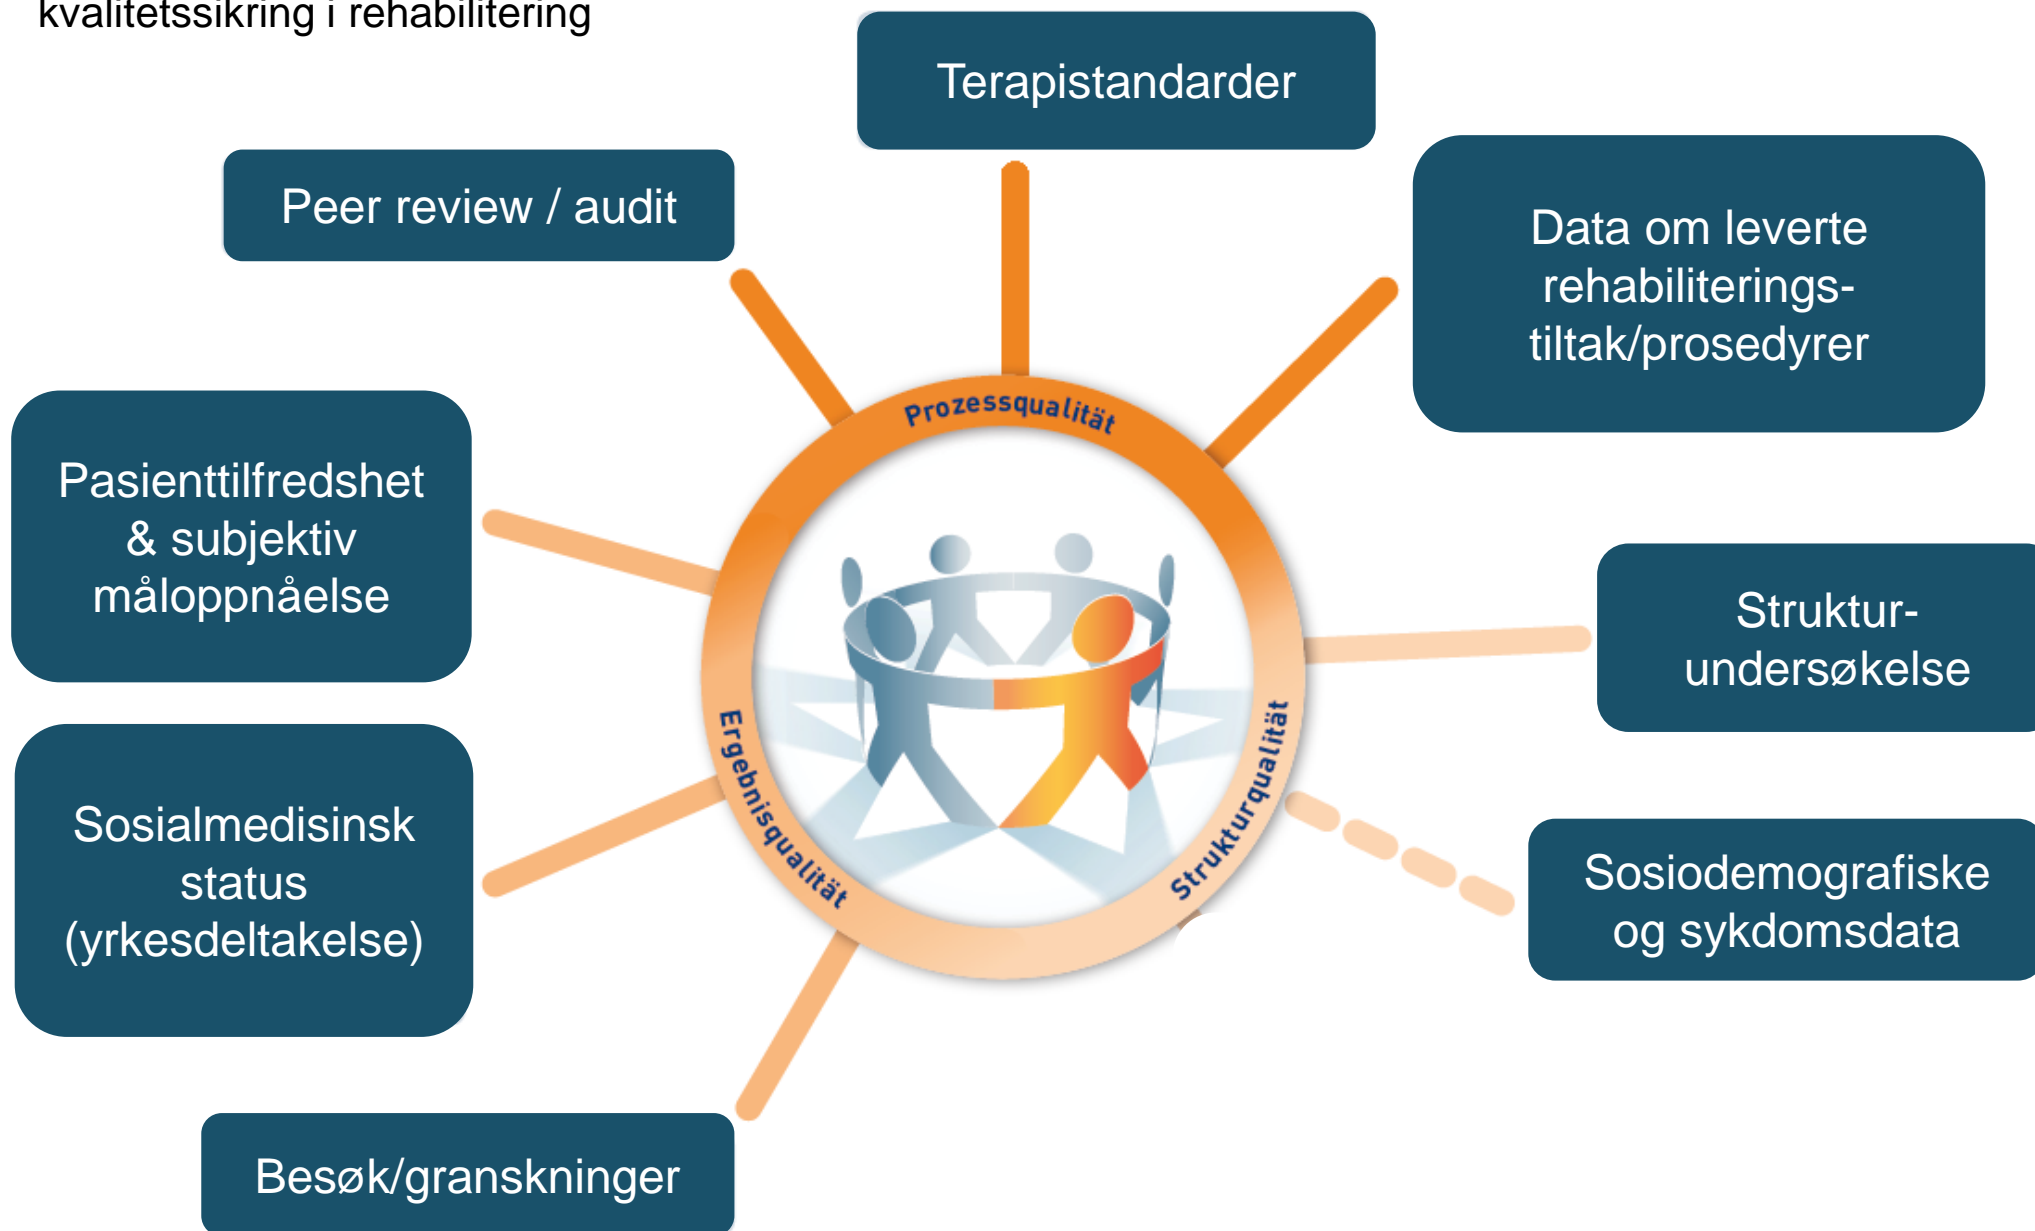 kvalitetssikring i rehabilitering
Terapistandarder
Peer review / audit
Data om leverte
rehabiliterings-
tiltak/prosedyrer
Prozessqualität
Pasienttilfredshet
& subjektiv
måloppnåelse
Struktur-
undersøkelse
Ergebnisqualität
Strukturqualität
Sosialmedisinsk
status
(yrkesdeltakelse)
Sosiodemografiske
og sykdomsdata
Besøk/granskninger